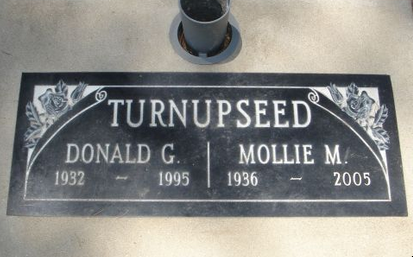 TURNUPSEED
DONALD G. | MOLLIE M.
1932 ~ 1995 | 1936 ~ 2005